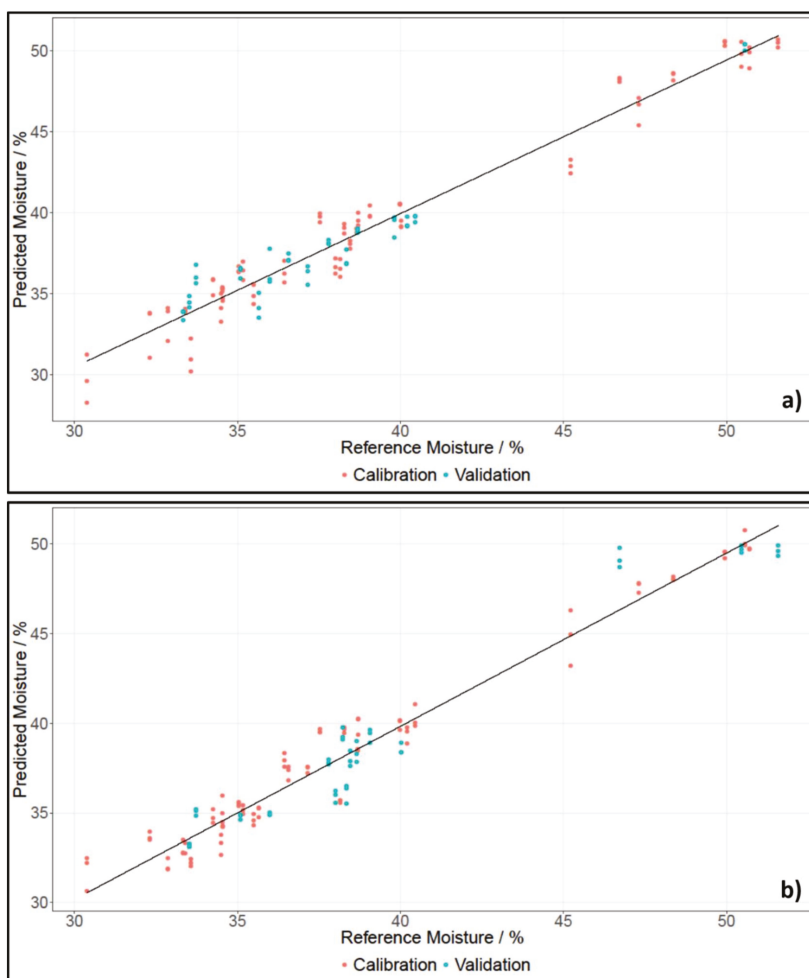 50
45
40
35
30
Predicted Moisture / %
30 35 40 45 50
a)
Reference Moisture / %
Calibration Validation
50
45
40
35
30
Predicted Moisture / %
30 35 40 45 50
b)
Reference Moisture / %
Calibration Validation